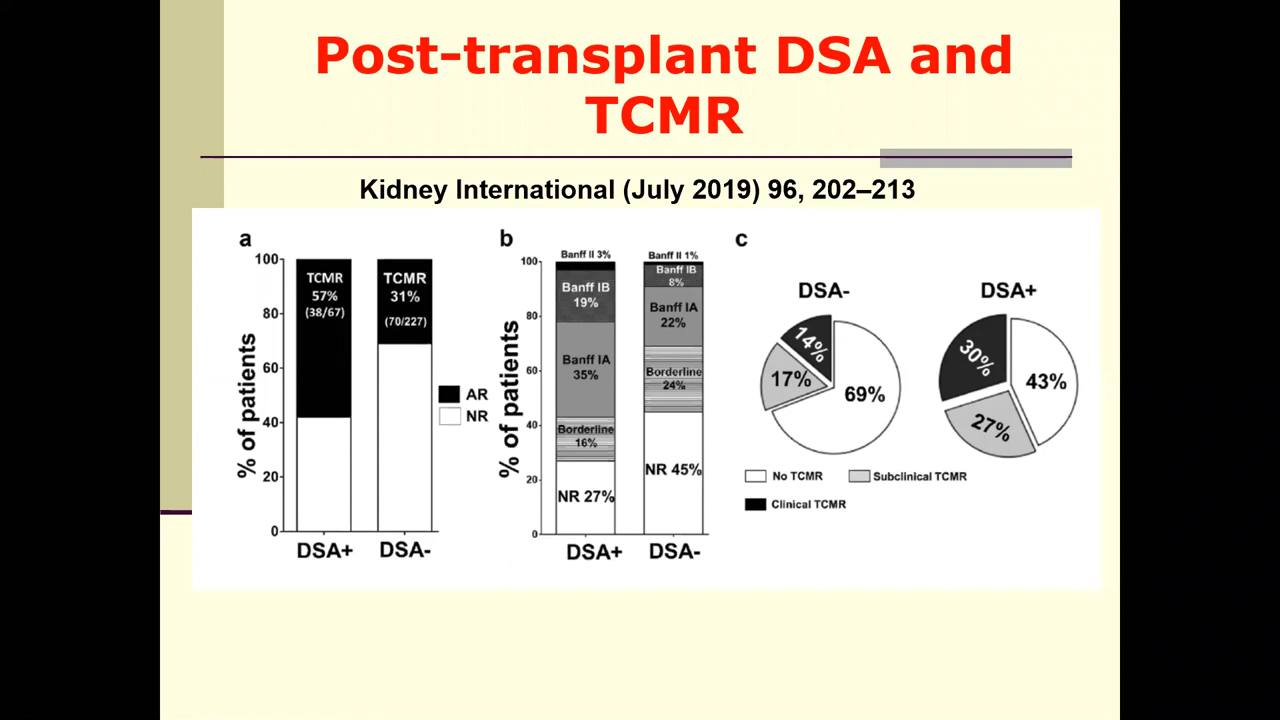 Post-transplant DSA and
TCMR
Kidney International (July 2019) 96, 202–213
a
% of patients
100
80
60
40
20
0
TCMR
57%
(38/67)
TCMR
31%
(70/227)
DSA+
DSA-
AR
NR
b
% of patients
100
80
60
40
20
0
Banff II 3%
Banff IB
19%
Banff IA
35%
Borderline
16%
NR 27%
Banff II 1%
Banff IB
8%
Banff IA
22%
Borderline
24%
NR 45%
DSA+
DSA-
c
DSA-
14%
17%
69%
DSA+
30%
43%
27%
No TCMR
Subclinical TCMR
Clinical TCMR